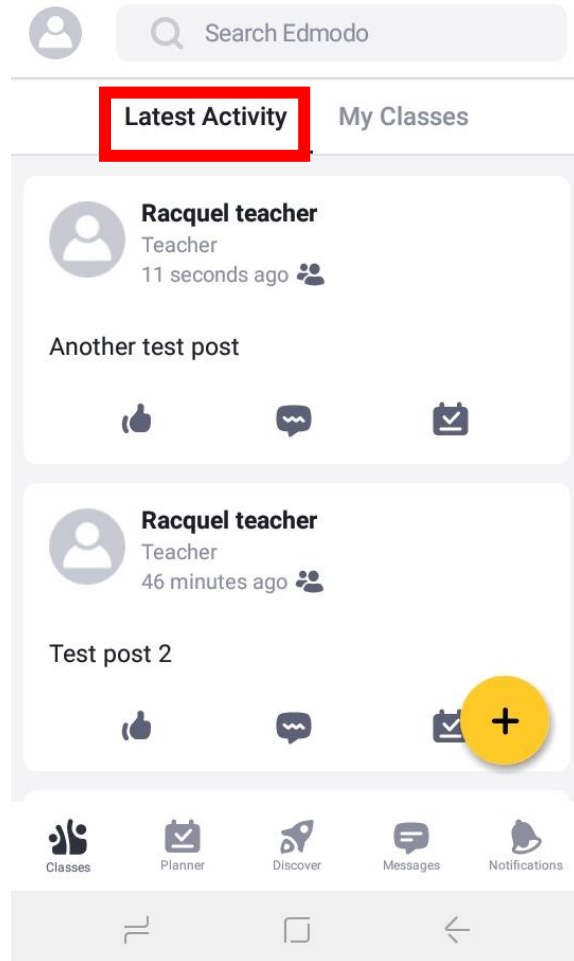 Search Edmodo
Latest Activity My Classes
Racquel teacher
Teacher
11 seconds ago
Another test post
Racquel teacher
Teacher
46 minutes ago
Test post 2
+
Classes Planner Discover Messages Notifications